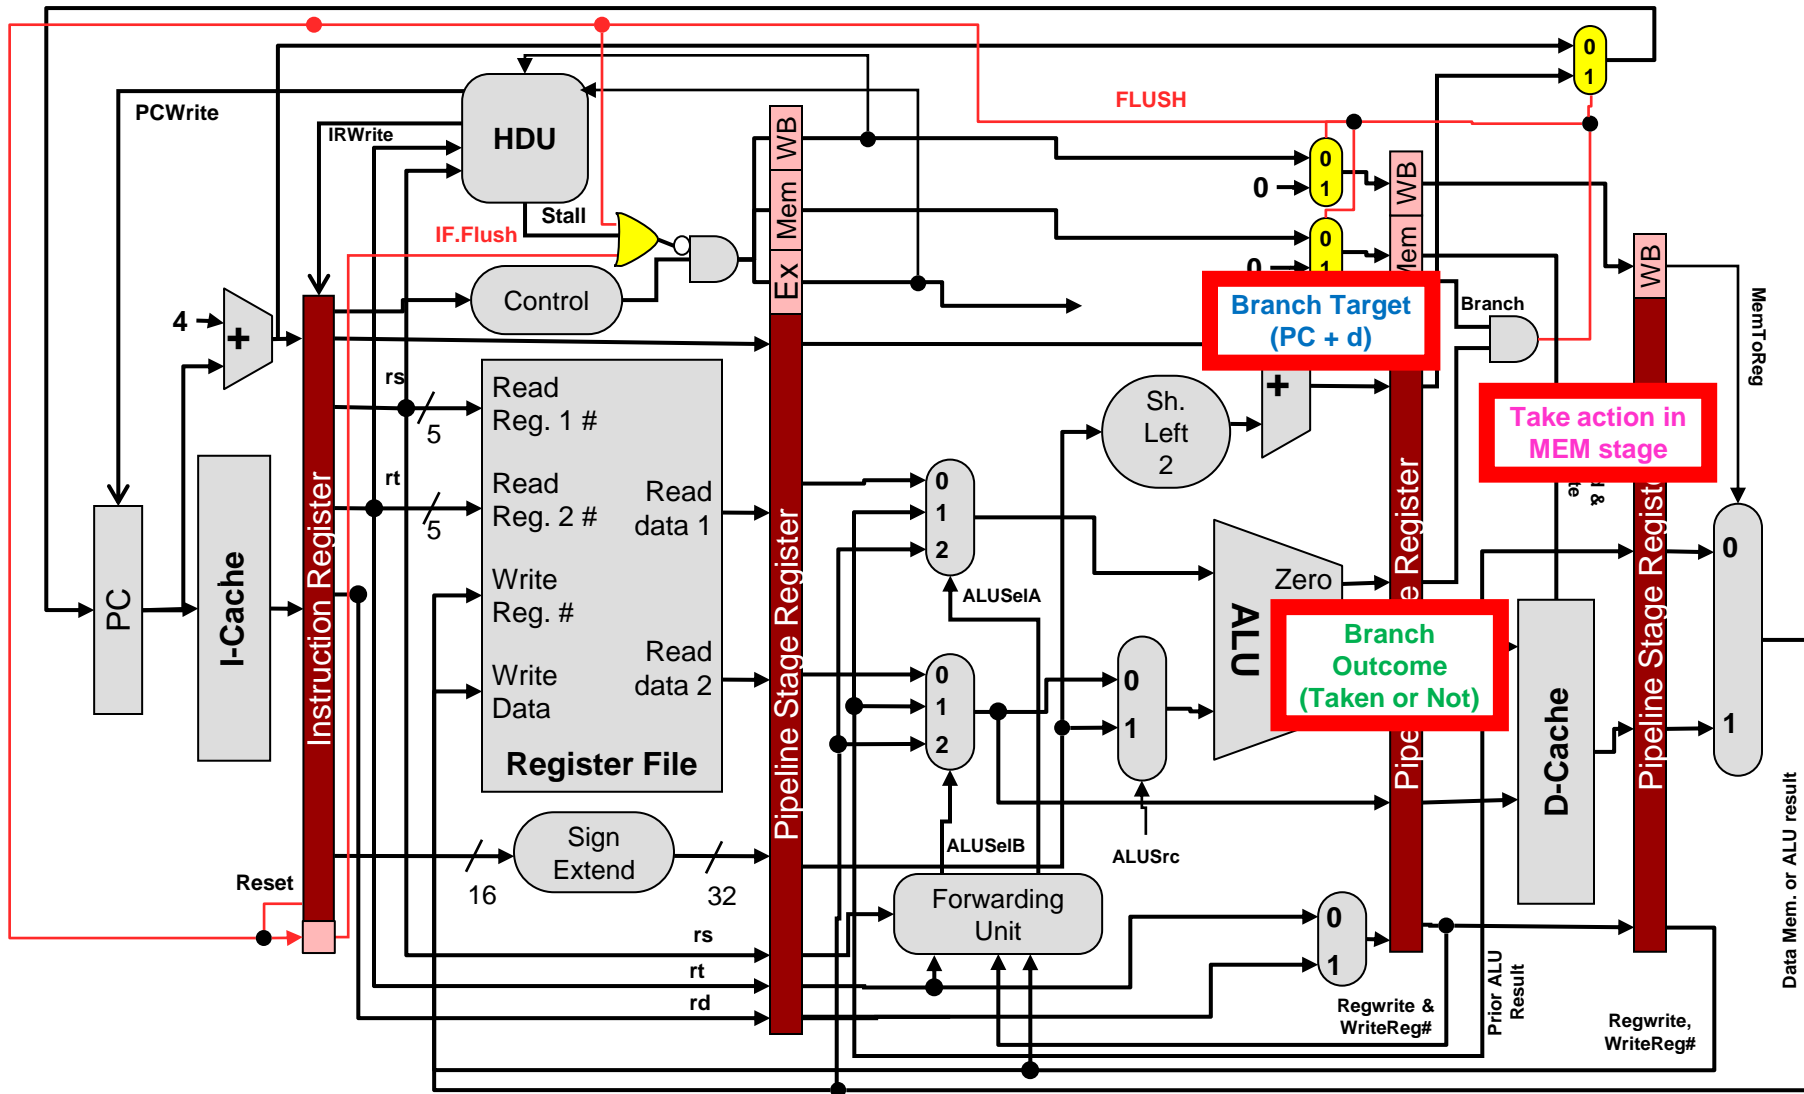 0
1
FLUSH
PCWrite
IRWrite
HDU
WB
Mem
Ex
Stall
IF.Flush
0
1
0
0
1
0
WB
Mem
WB
Control
Branch Target
(PC + d)
Branch
MemToReg
4
+
rs
5
Read
Reg. 1 #
Sh.
Left
2
+
Take action in
MEM stage
rt
5
Read
Reg. 2 #
Read
data 1
0
1
2
0
Zero
ALU
PC
I-Cache
Instruction Register
Write
Reg. #
ALUSelA
Pipeline Stage Register
Branch
Outcome
(Taken or Not)
Write
Data
Read
data 2
0
1
2
0
1
1
Register File
D-Cache
Pipeline Stage Register
Sign
Extend
16
32
ALUSelB
ALUSrc
Data Mem. or ALU result
Reset
Forwarding
Unit
0
1
rs
rt
rd
Regwrite &
WriteReg#
Prior ALU
Result
Regwrite,
WriteReg#